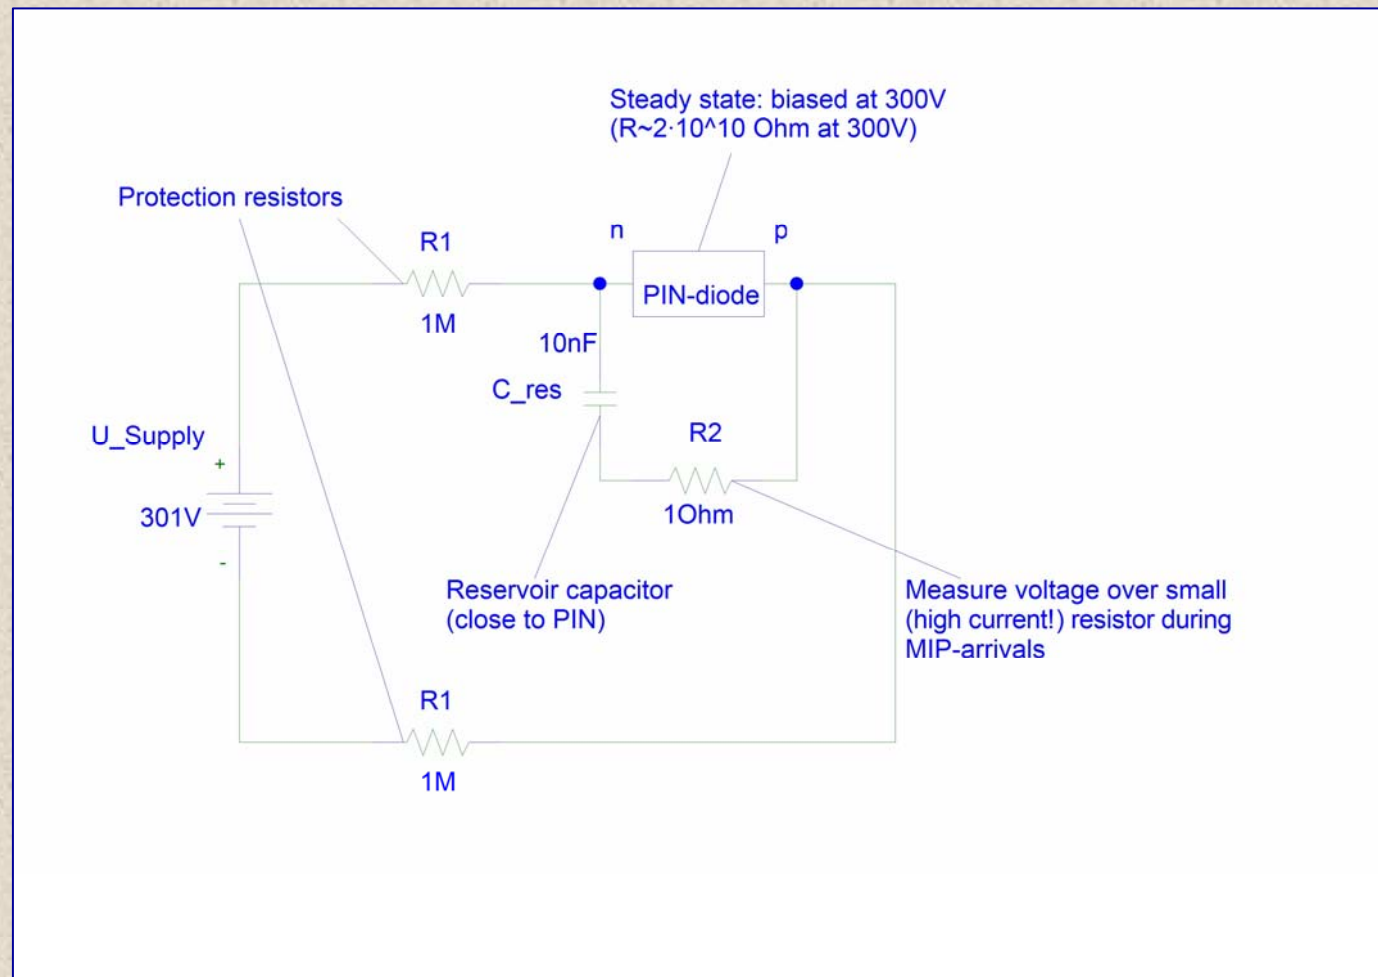 Steady state: biased at 300V
(R~2·10^10 Ohm at 300V)
Protection resistors
n
p
R1
PIN-diode
1M
10nF
C_res
U_Supply
R2
+
301V
1Ohm
-
Reservoir capacitor
(close to PIN)
Measure voltage over small
(high current!) resistor during
MIP-arrivals
R1
1M